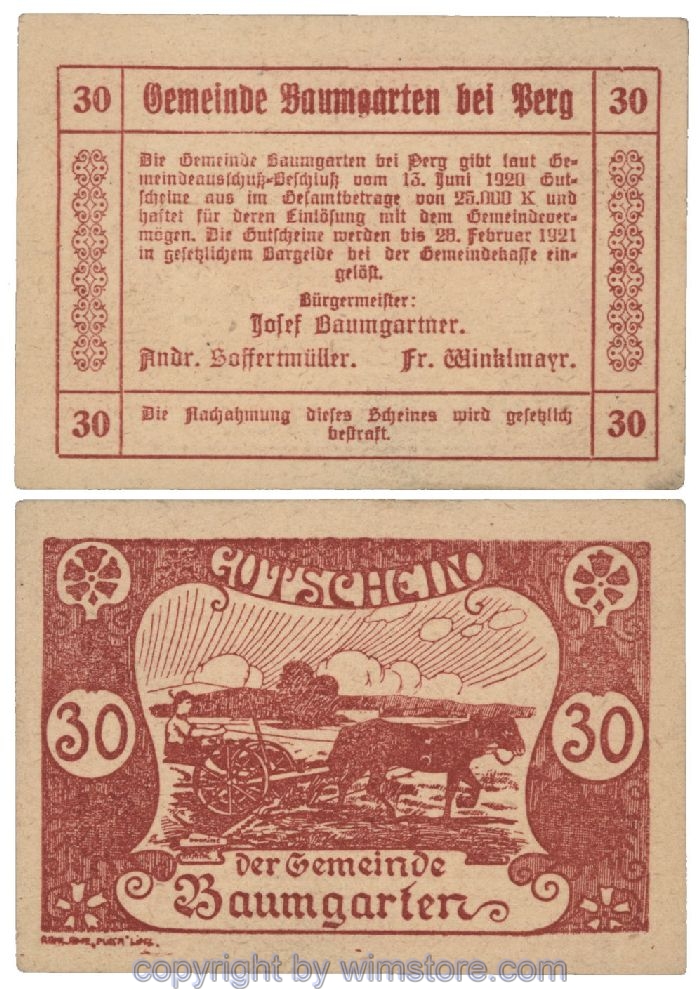 30 Gemeinde Baumgarten bei Perg 30
Die Gemeinde Baumgarten bei Perg gibt laut Ge-
meindeausschuß-Beschluß vom 13. Juni 1920 Gut-
scheine aus im Gesamtbetrage von 25.000 K und
haftet für deren Einlösung mit dem Gemeindever-
mögen. Die Gutscheine werden bis 28. Februar 1921
in gesetzlichem Bargelde bei der Gemeindekasse ein-
gelöst.
Bürgermeister:
Josef Baumgartner.
Andr. Soffertmüller. Fr. Winklmayr.
30 Die Nachahmung dieses Scheines wird gesetzlich 30
bestraft.
GUTSCHEIN
30 30
der Gemeinde
Baumgarten
copyright by wimstore.com